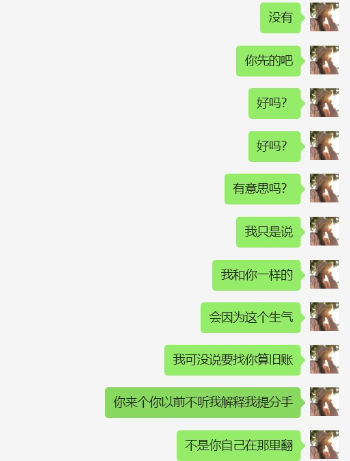 没有
你先的吧
好吗?
好吗?
有意思吗?
我只是说
我和你一样的
会因为这个生气
我可没说要找你算旧账
你来个你以前不听我解释我提分手
不是你自己在那里翻